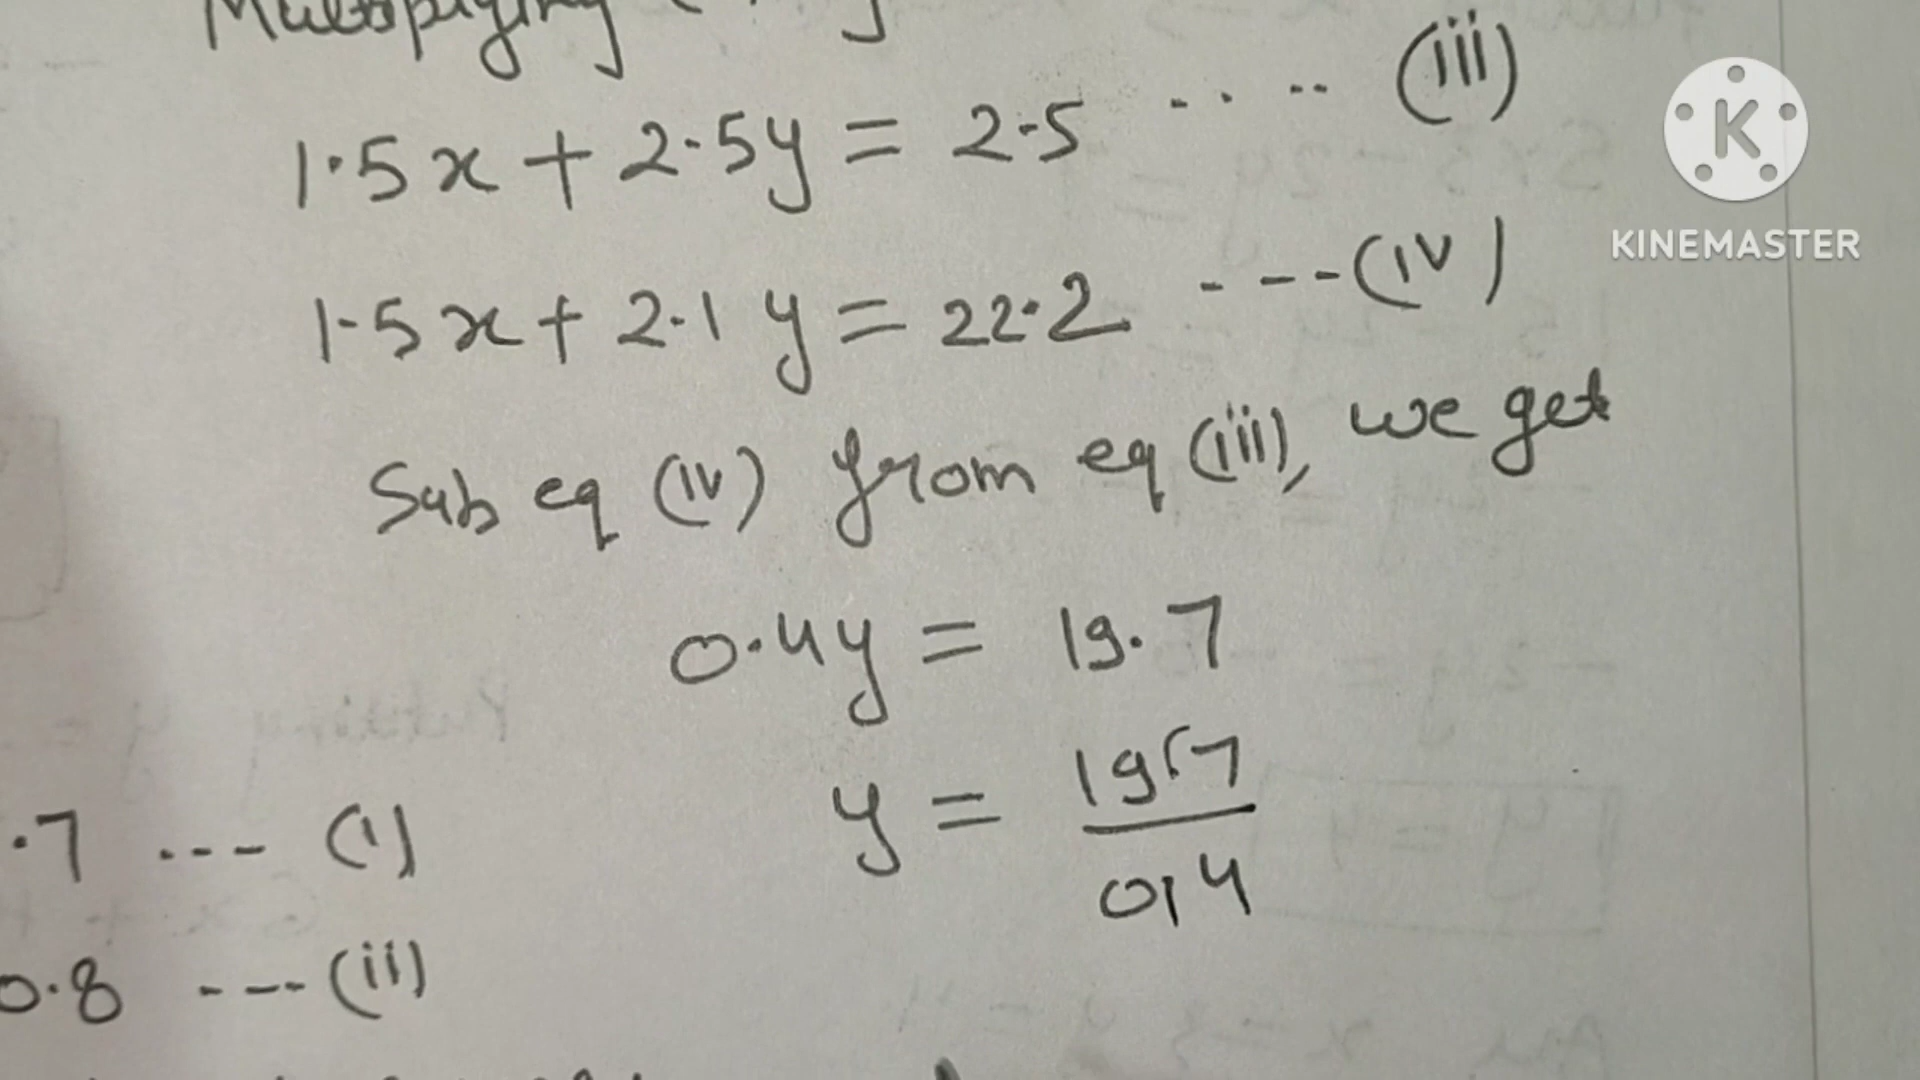 Multiplying
1.5x + 2.5y = 2.5 .... (iii)
1.5x + 2.1y = 22.2 ---(iv)
Sub eq (iv) from eq (iii), we get
0.4y = 19.7
y = 19.7
0.4
.7 --- (i)
0.8 --- (ii)
K
KINEMASTER